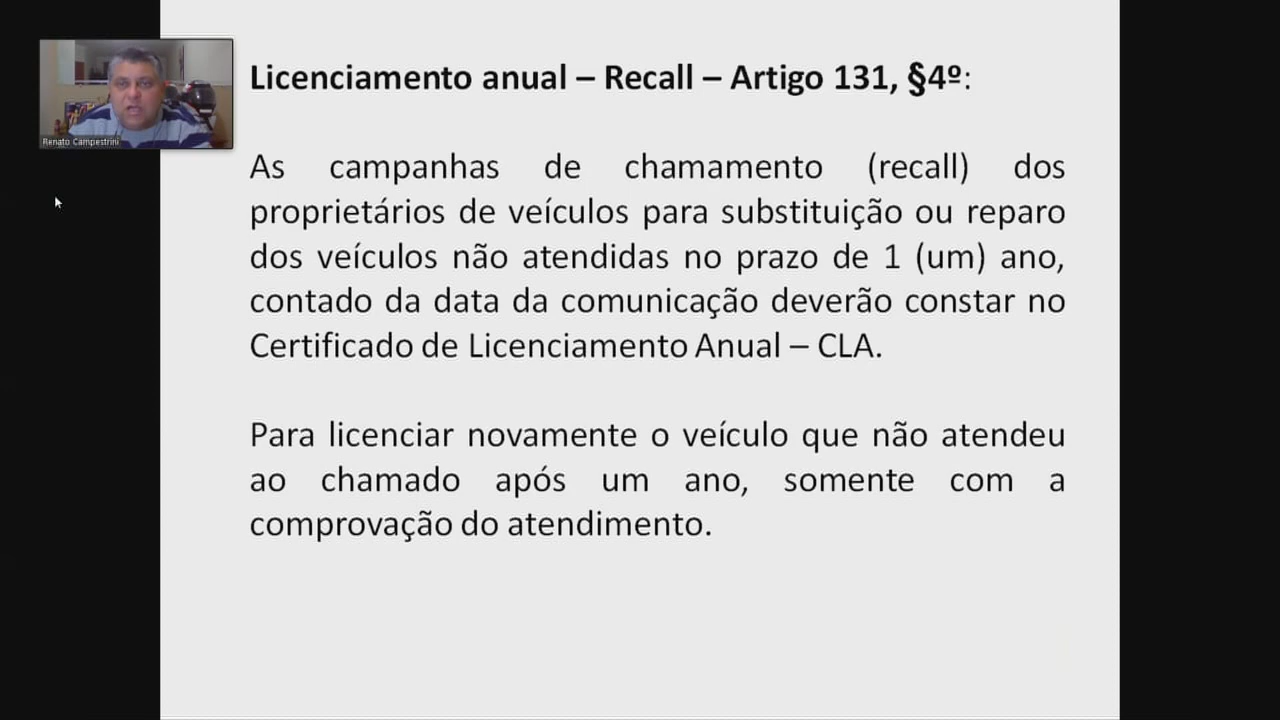 Licenciamento anual – Recall – Artigo 131, §4º:
Renato Campestrini
As campanhas de chamamento (recall) dos
proprietários de veículos para substituição ou reparo
dos veículos não atendidas no prazo de 1 (um) ano,
contado da data da comunicação deverão constar no
Certificado de Licenciamento Anual – CLA.
Para licenciar novamente o veículo que não atendeu
ao chamado após um ano, somente com a
comprovação do atendimento.